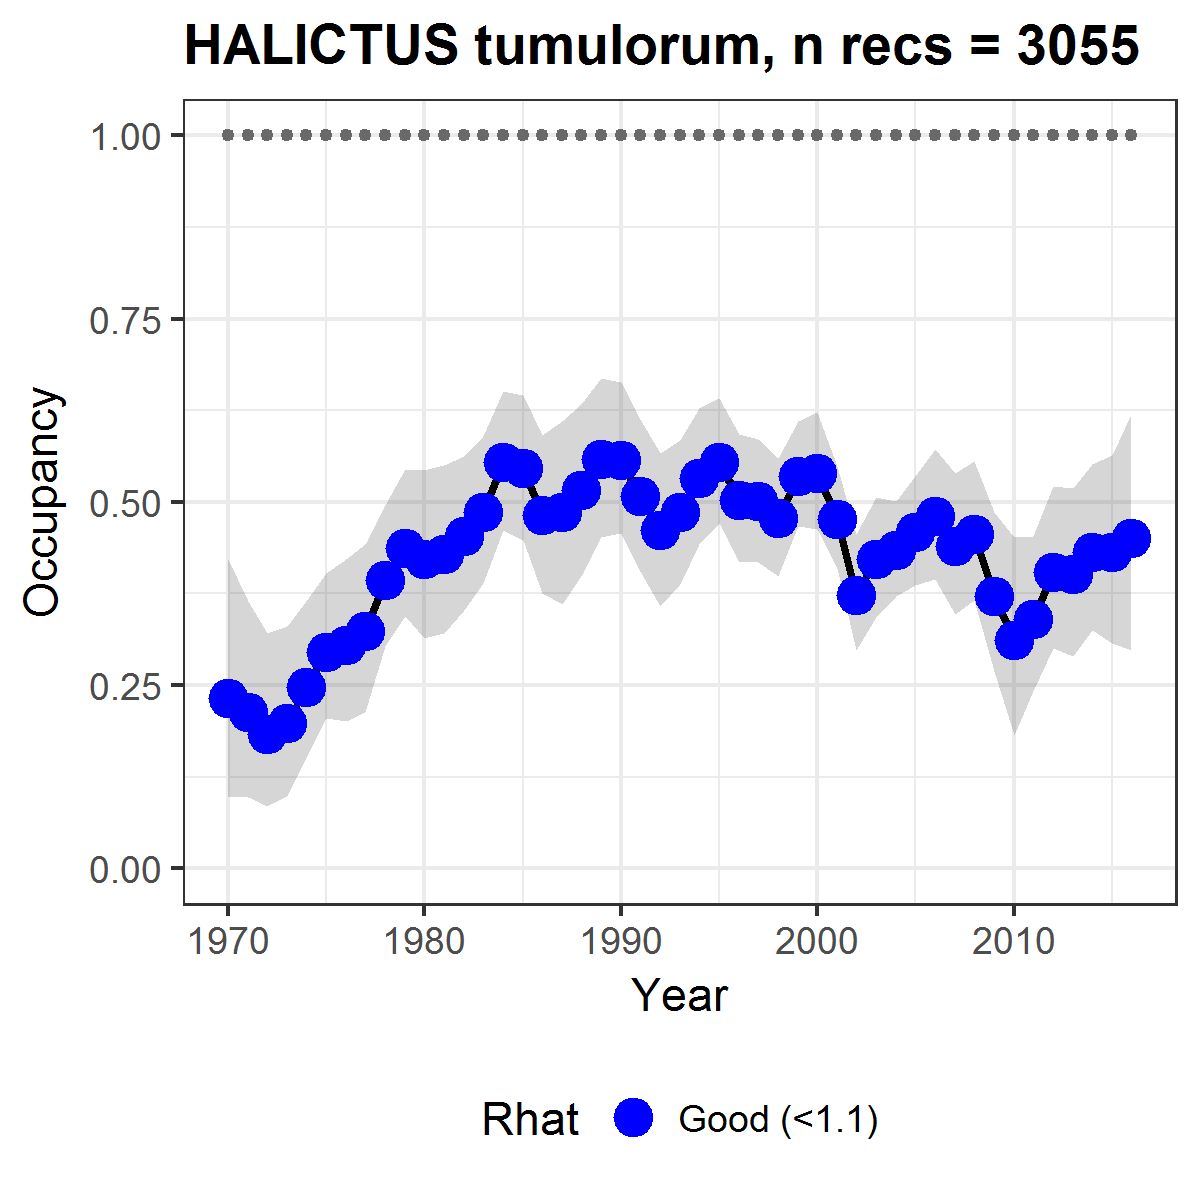 HALICTUS tumulorum, n recs = 3055
1.00
0.75
0.50
0.25
0.00
Occupancy
1970 1980 1990 2000 2010
Year
Rhat Good (<1.1)